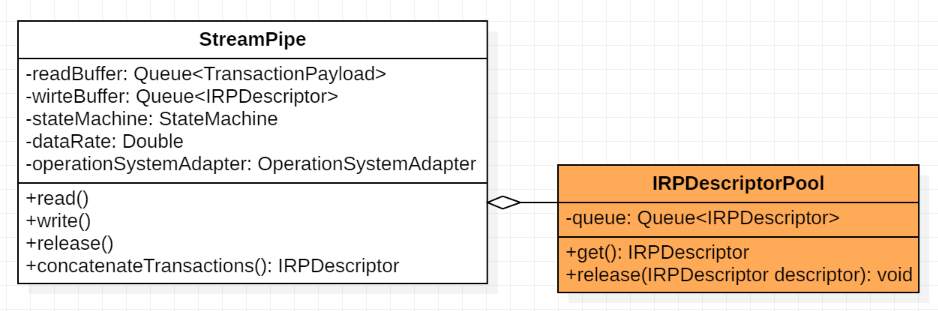 StreamPipe
-readBuffer: Queue<TransactionPayload>
-wirteBuffer: Queue<IRPDescriptor>
-stateMachine: StateMachine
-dataRate: Double
-operationSystemAdapter: OperationSystemAdapter
+read()
+write()
+release()
+concatenateTransactions(): IRPDescriptor
IRPDescriptorPool
-queue: Queue<IRPDescriptor>
+get(): IRPDescriptor
+release(IRPDescriptor descriptor): void